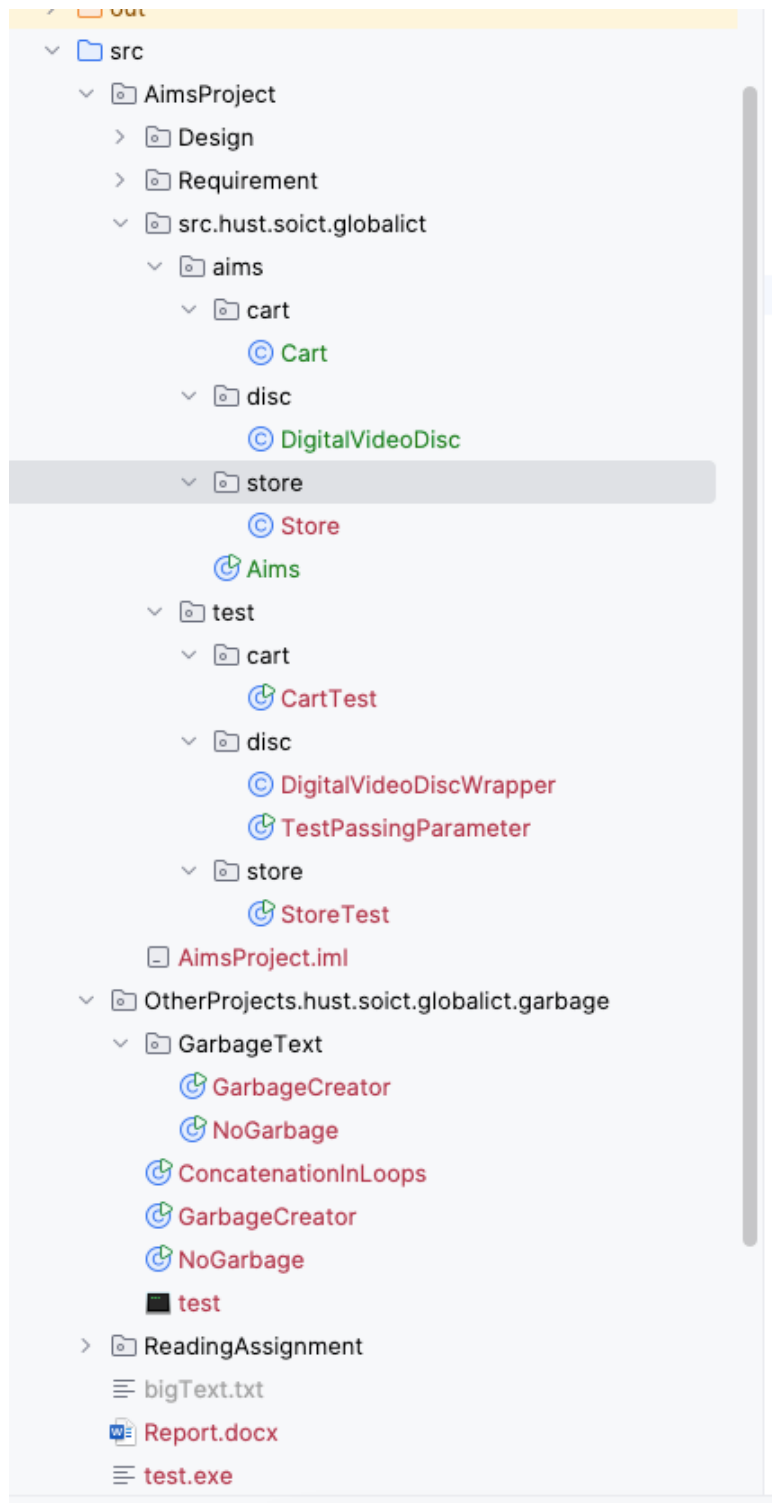 out
src
AimsProject
Design
Requirement
src.hust.soict.globalict
aims
cart
Cart
disc
DigitalVideoDisc
store
Store
Aims
test
cart
CartTest
disc
DigitalVideoDiscWrapper
TestPassingParameter
store
StoreTest
AimsProject.iml
OtherProjects.hust.soict.globalict.garbage
GarbageText
GarbageCreator
NoGarbage
ConcatenationInLoops
GarbageCreator
NoGarbage
test
ReadingAssignment
bigText.txt
Report.docx
test.exe